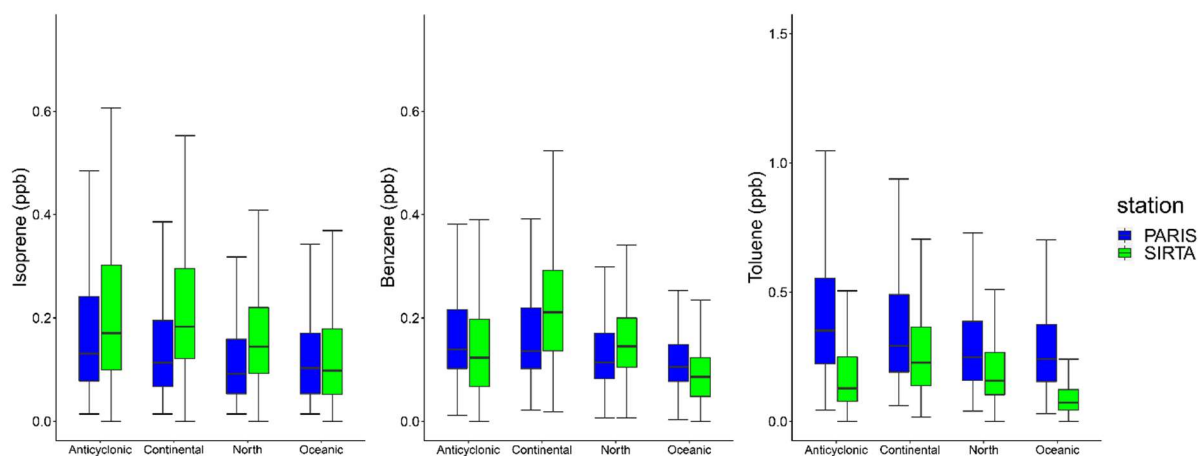 Isoprene (ppb)
0.6
0.4
0.2
0.0
Anticyclonic Continental North Oceanic
Benzene (ppb)
0.6
0.4
0.2
0.0
Anticyclonic Continental North Oceanic
Toluene (ppb)
1.5
1.0
0.5
0.0
Anticyclonic Continental North Oceanic
station
PARIS
SIRTA